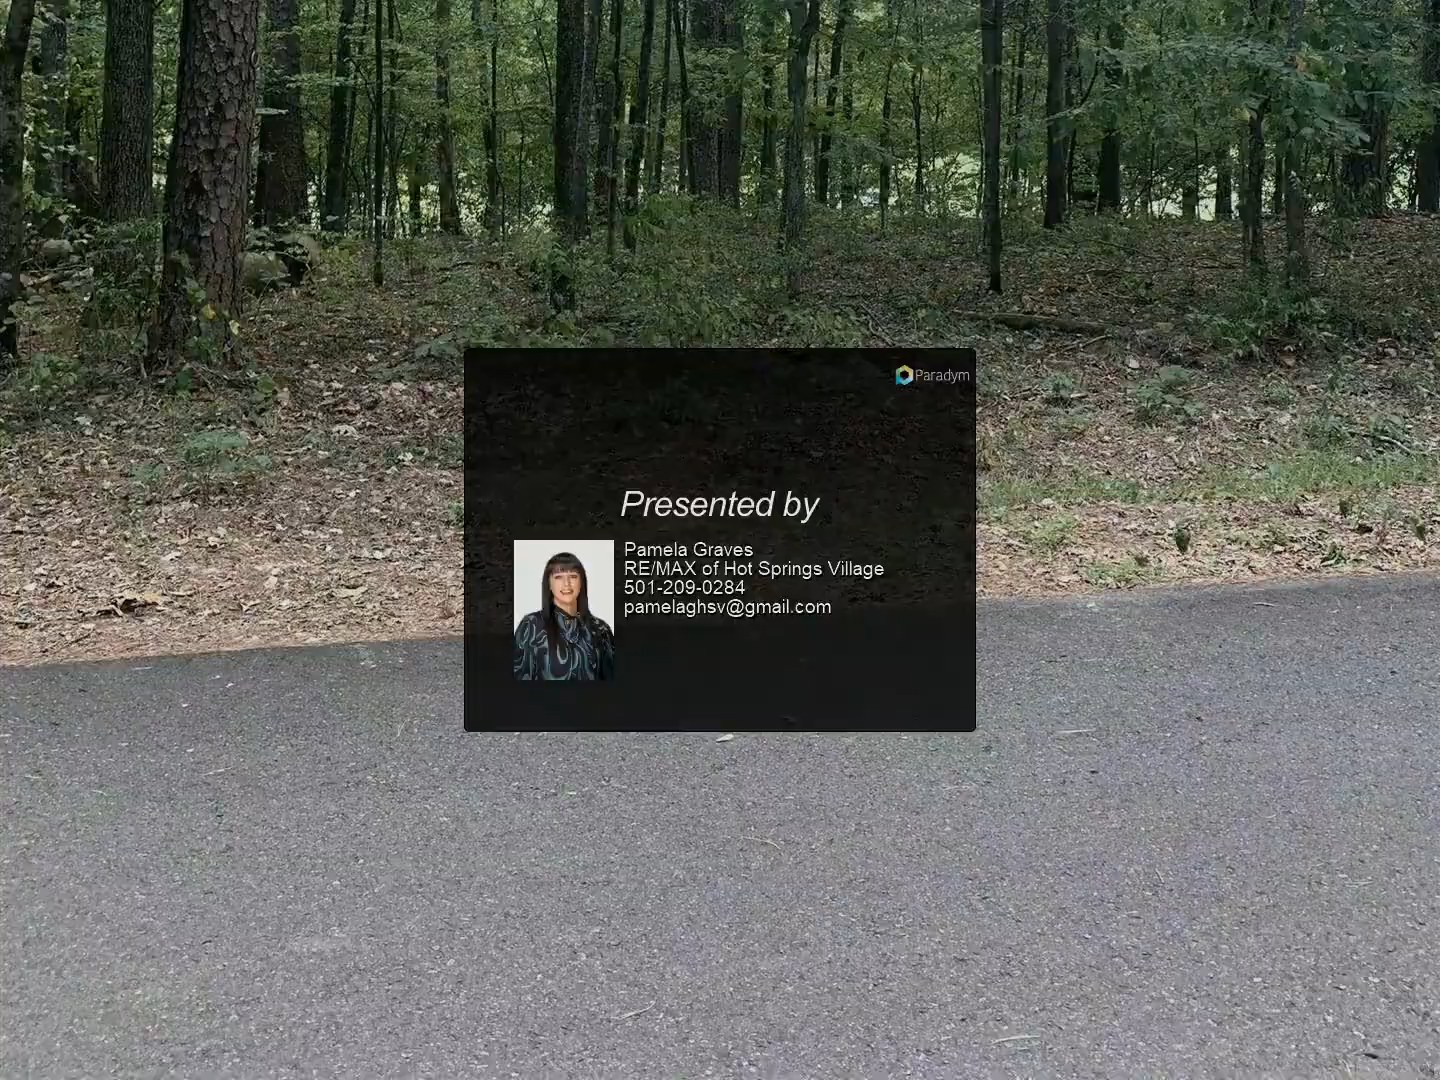 Paradym
Presented by
Pamela Graves
RE/MAX of Hot Springs Village
501-209-0284
pamelaghsv@gmail.com